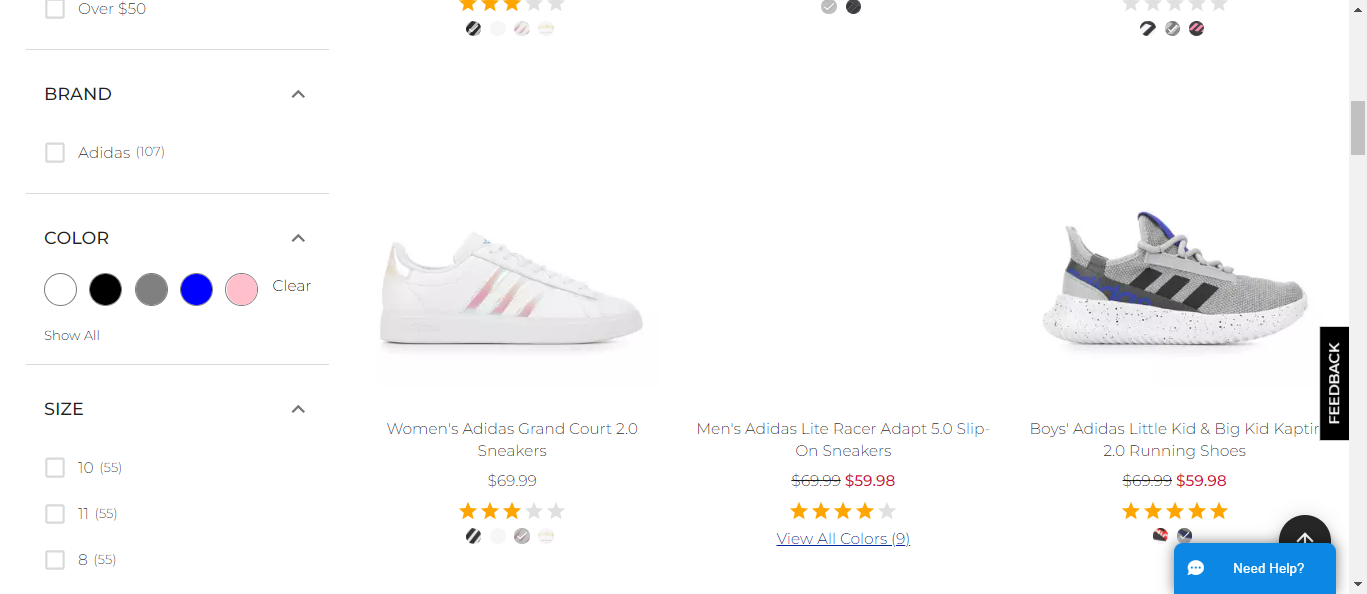 Over $50
BRAND
Adidas (107)
COLOR
Clear
Show All
SIZE
10 (55)
11 (55)
8 (55)
Women's Adidas Grand Court 2.0
Sneakers
$69.99
Men's Adidas Lite Racer Adapt 5.0 Slip-
On Sneakers
$69.99 $59.98
View All Colors (9)
Boys' Adidas Little Kid & Big Kid Kaptir
2.0 Running Shoes
$69.99 $59.98
FEEDBACK
Need Help?